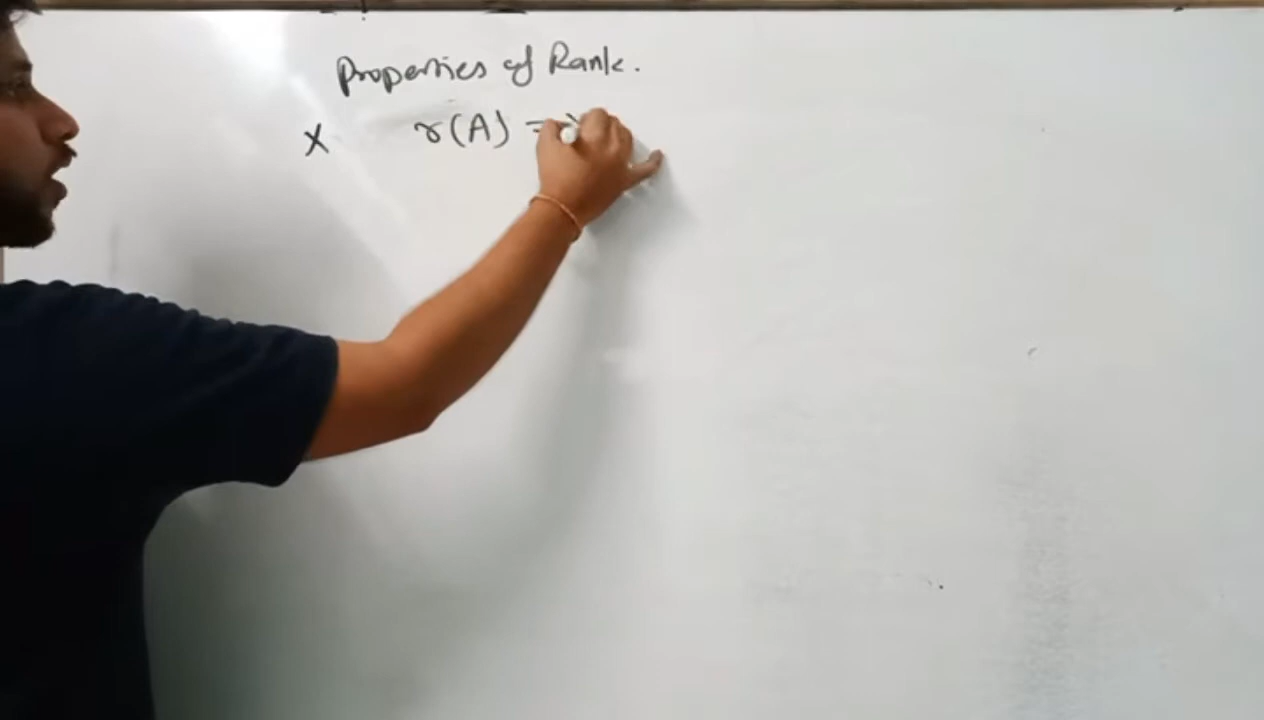 Properties of Rank.
X r(A) =